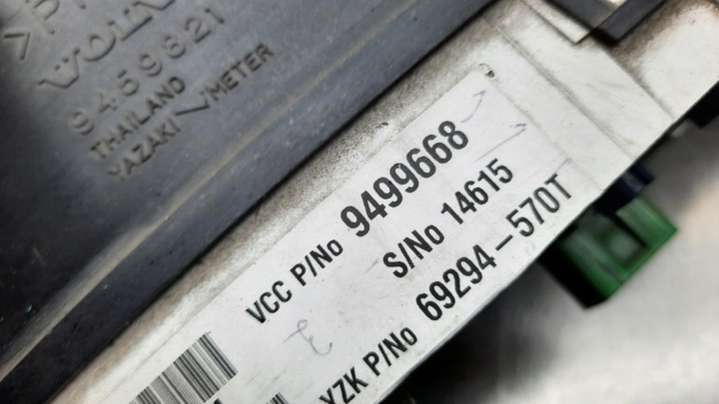 >P
VOLVO
9459821
THAILAND
YAZAKI METER
VCC P/No 9499668
S/No 14615
YZK P/No 69294-570T